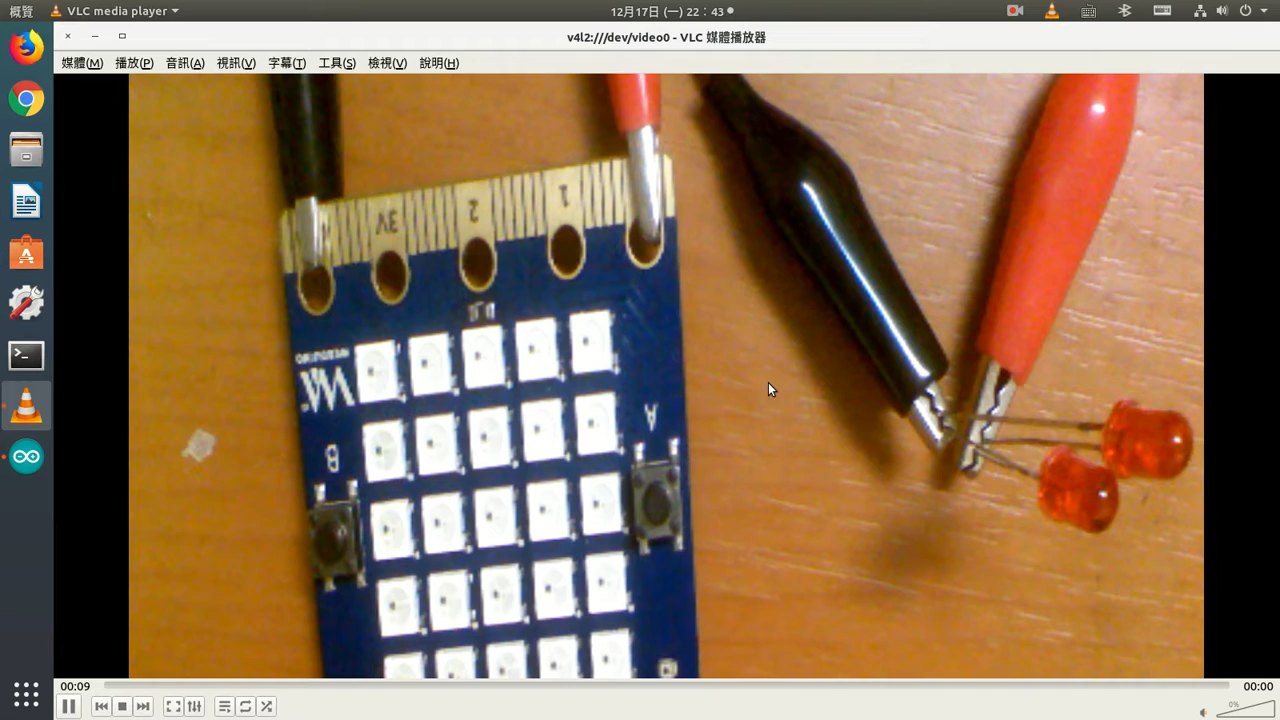 概覽 VLC media player 12月17日 (一) 22：43
v4l2:///dev/video0 - VLC 媒體播放器
媒體(M) 播放(P) 音訊(A) 視訊(V) 字幕(T) 工具(S) 檢視(V) 說明(H)
3V 2 1
A
B
00:09 00:00
0%